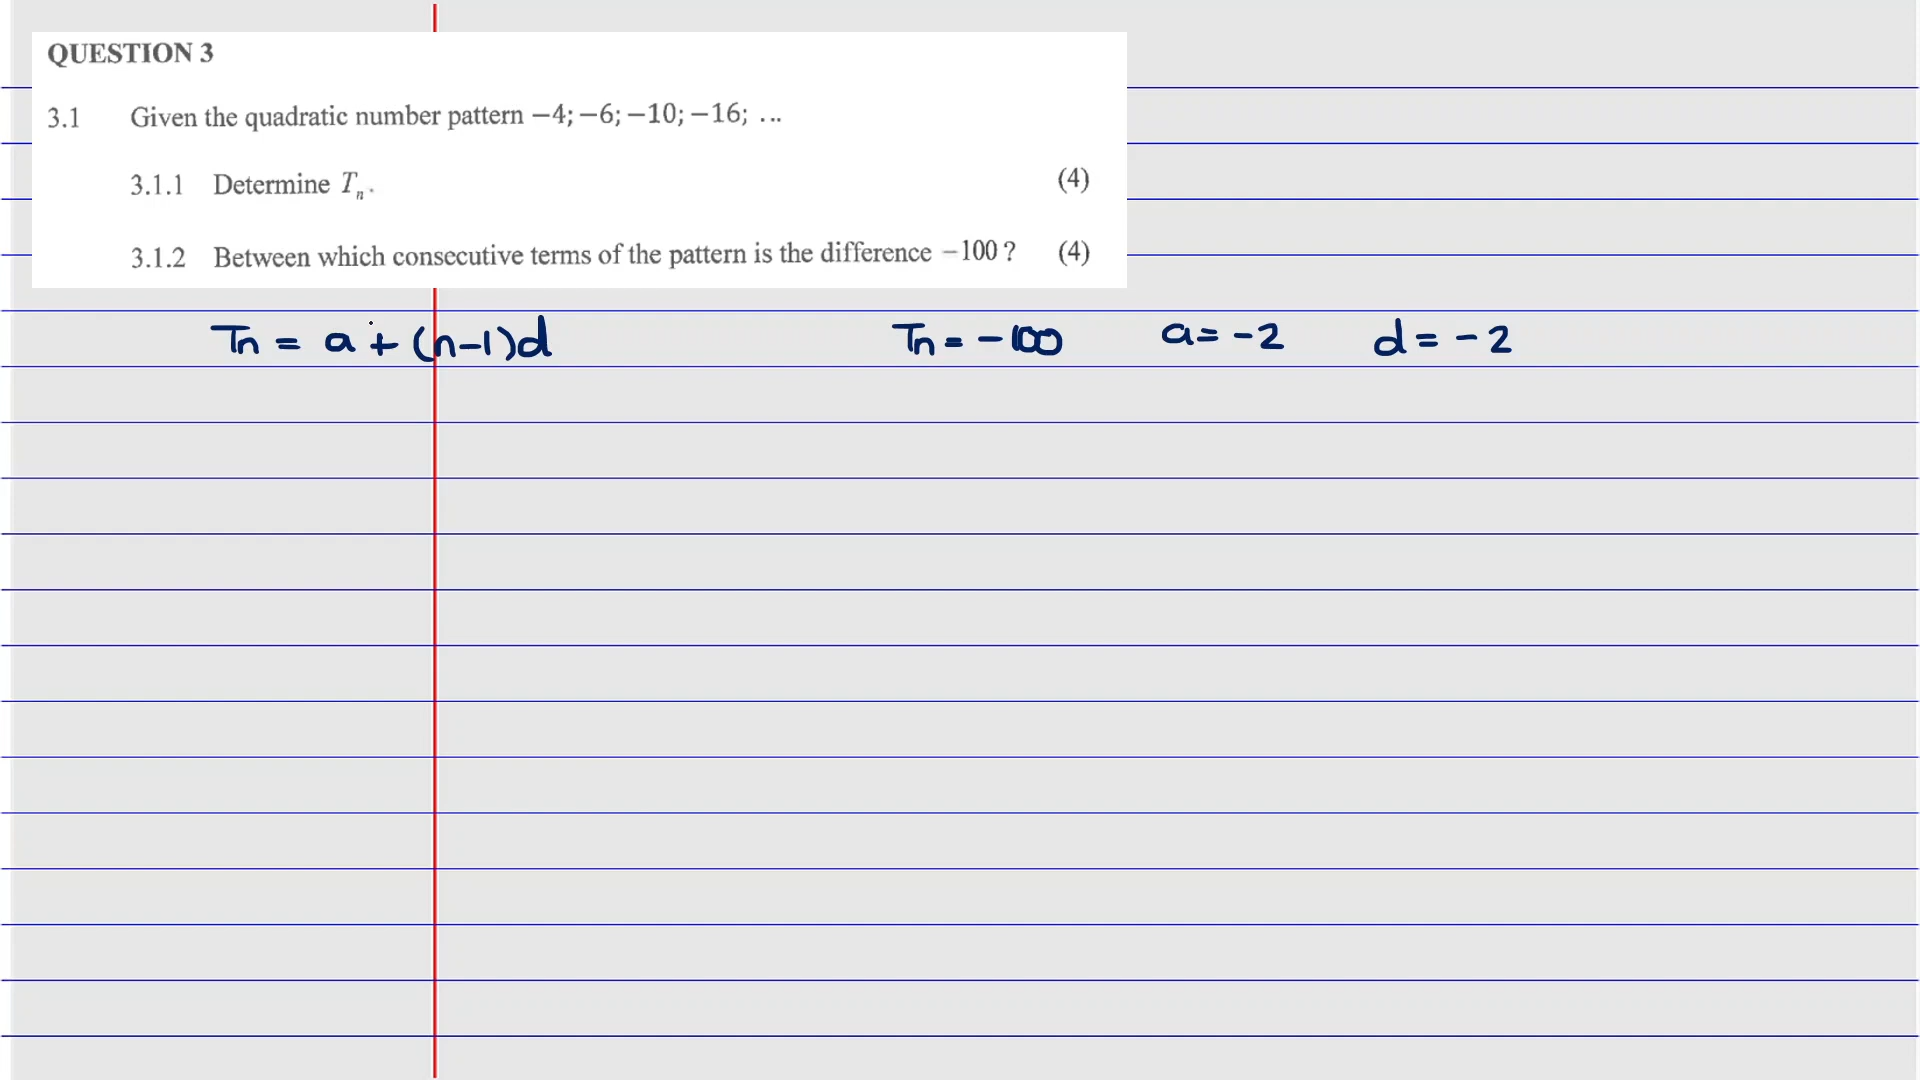 QUESTION 3
3.1 Given the quadratic number pattern −4; −6; −10; −16; ...
3.1.1 Determine Tn. (4)
3.1.2 Between which consecutive terms of the pattern is the difference −100 ? (4)
Tn = a + (n−1)d Tn = −100 a = −2 d = −2